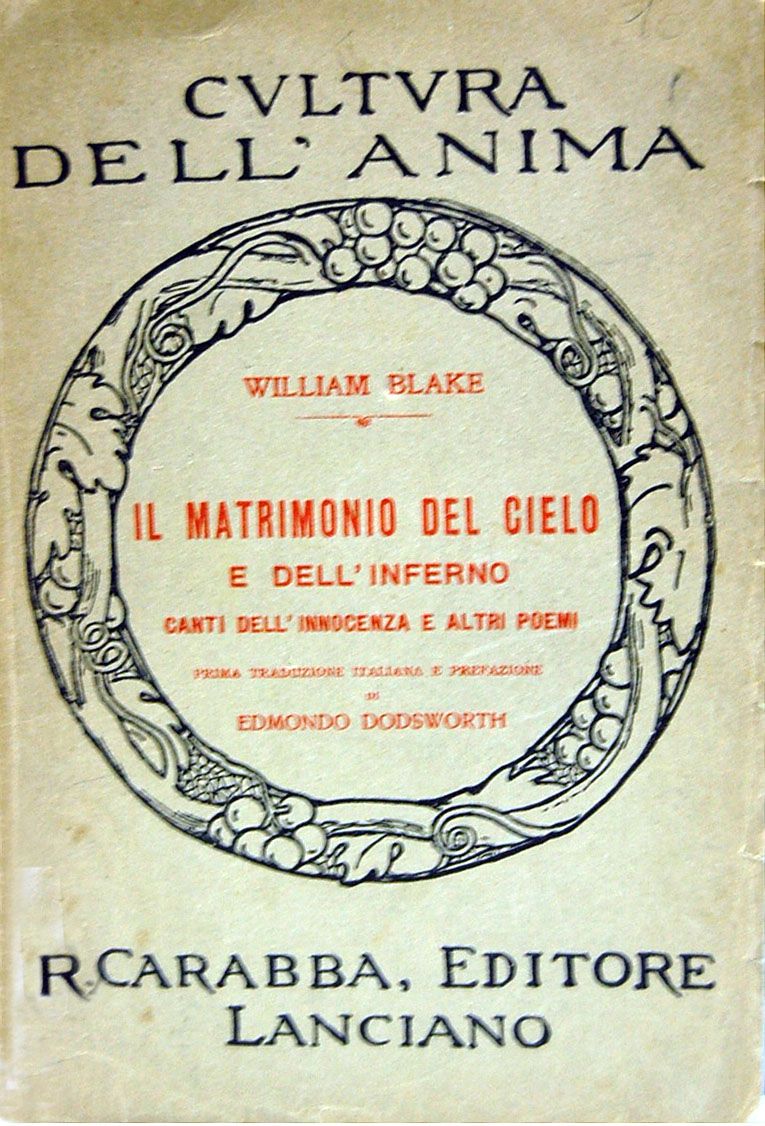 CVLTVRA
DELL' ANIMA
WILLIAM BLAKE
IL MATRIMONIO DEL CIELO
E DELL'INFERNO
CANTI DELL'INNOCENZA E ALTRI POEMI
PRIMA TRADUZIONE ITALIANA E PREFAZIONE
DI
EDMONDO DODSWORTH
R. CARABBA, EDITORE
LANCIANO